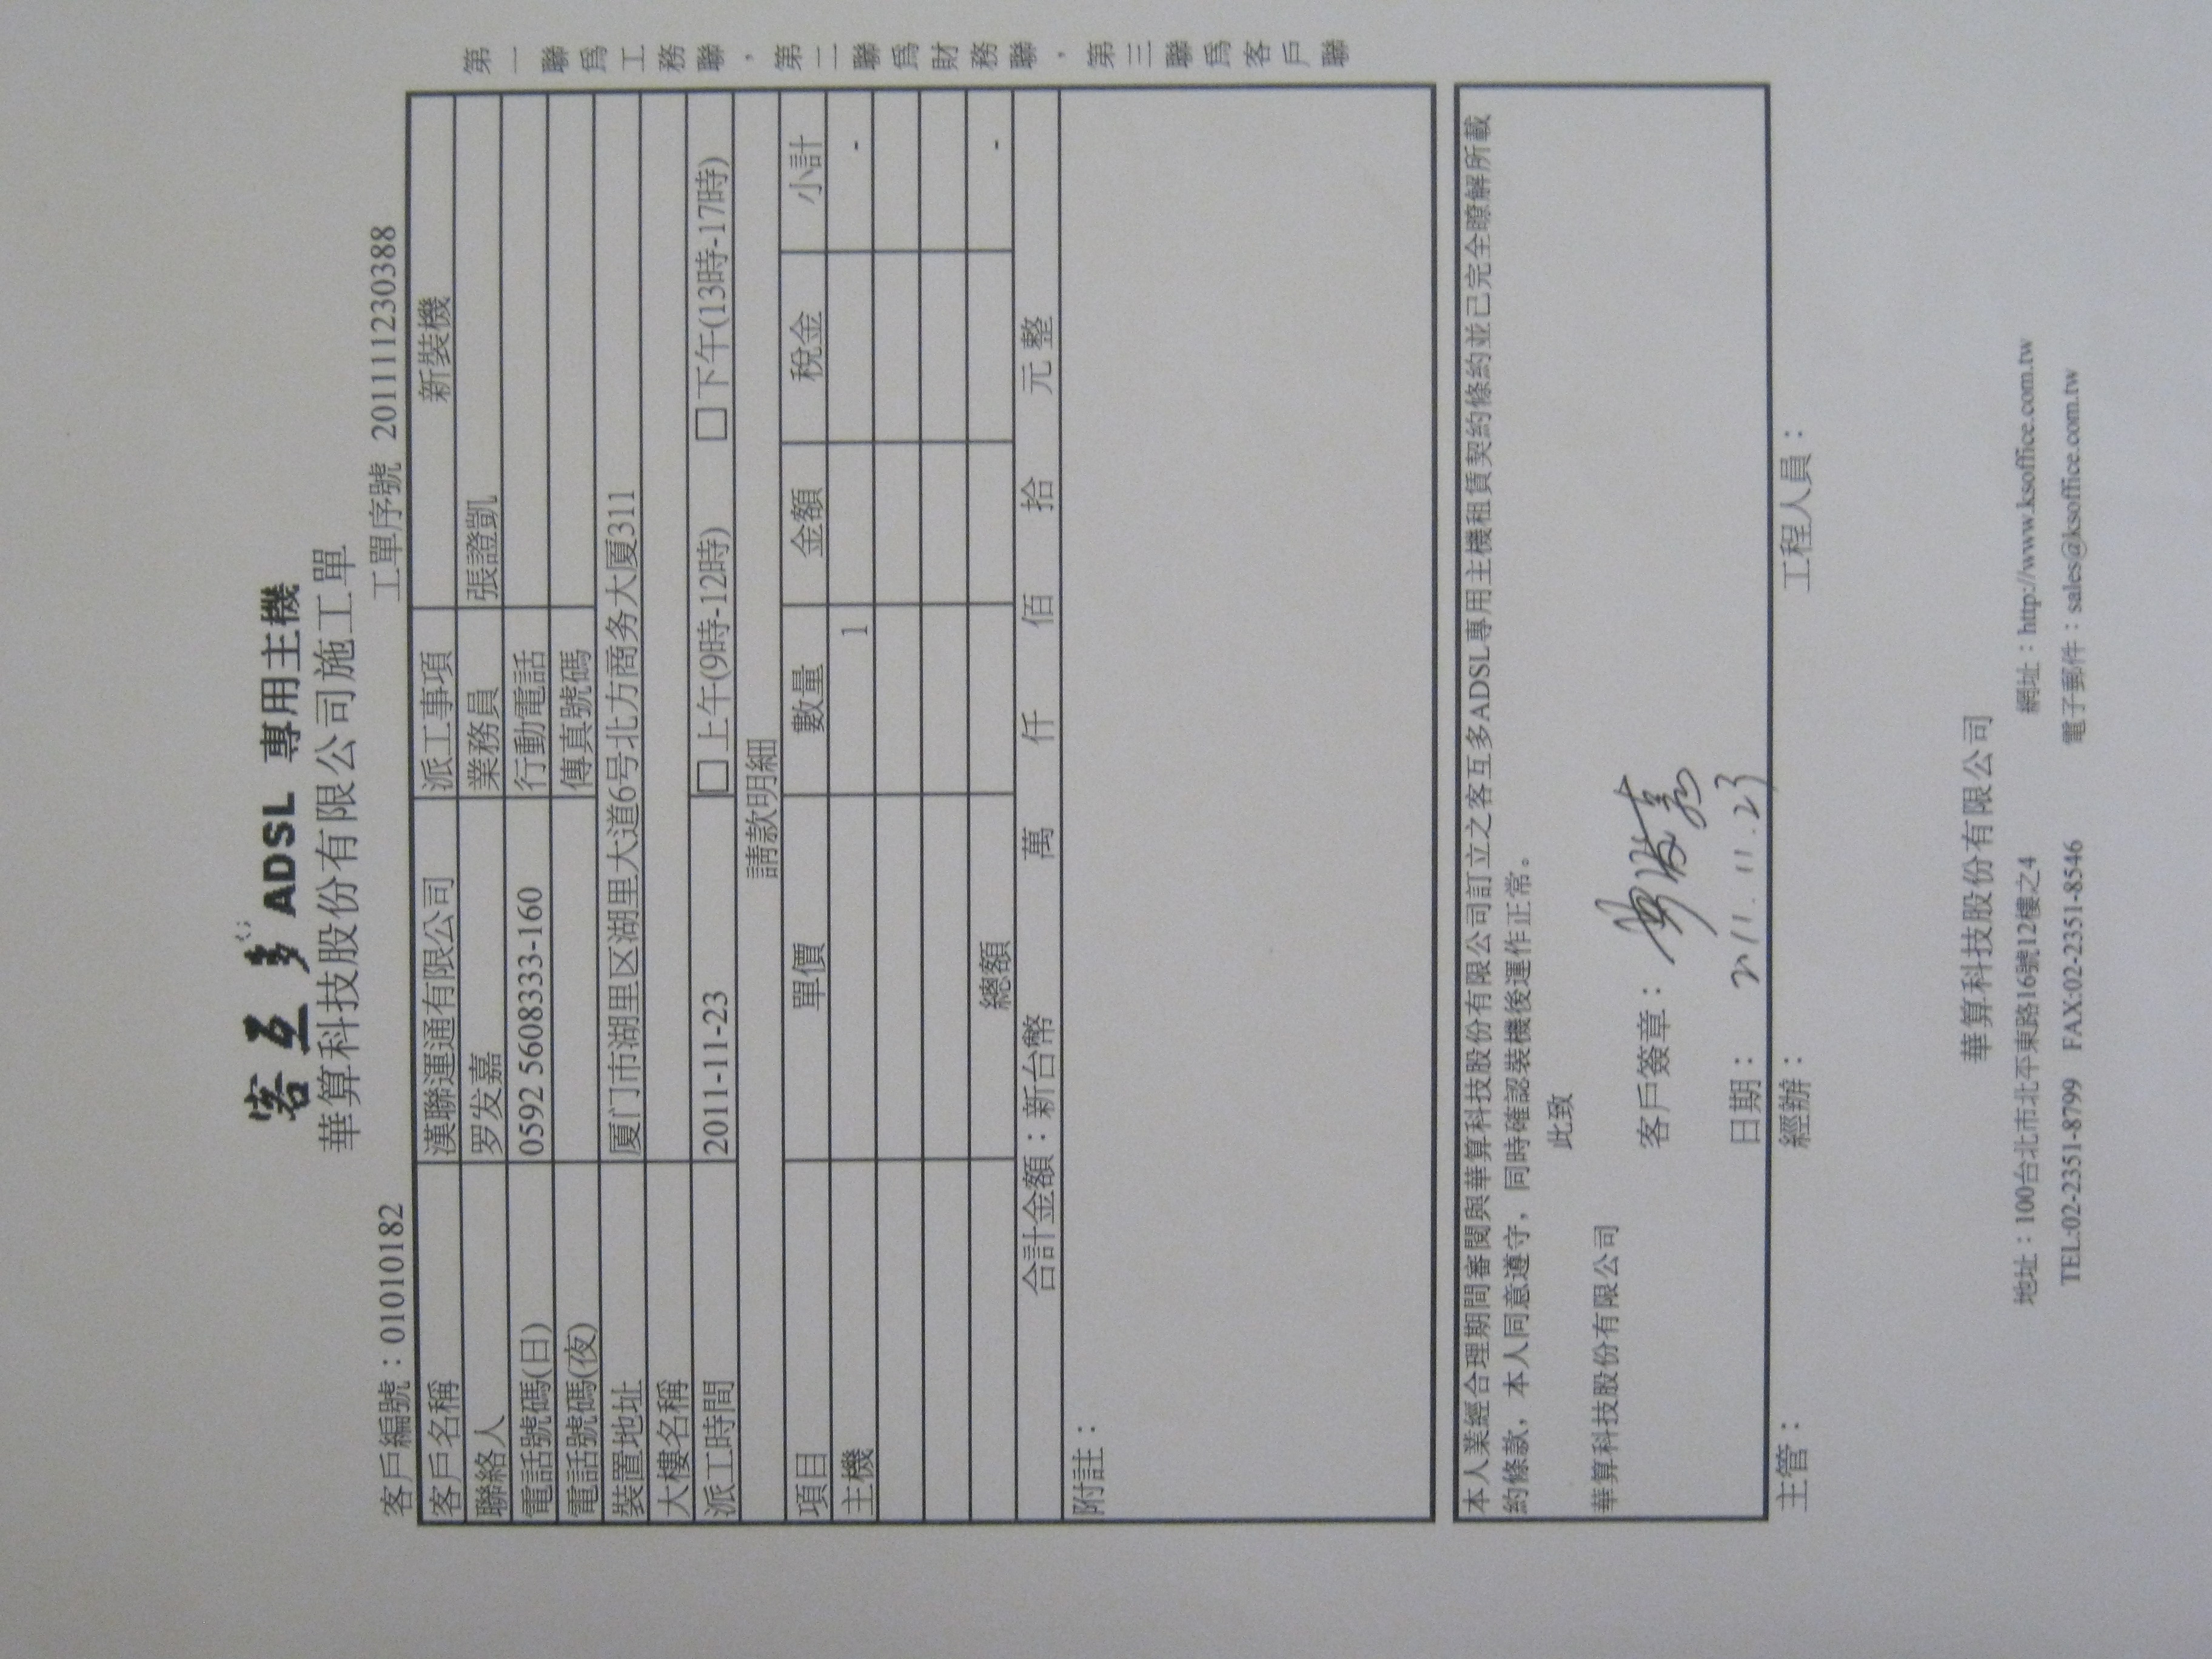 客互多 ADSL 專用主機
華算科技股份有限公司施工單
客戶編號：01010182 工單序號 201111230388
客戶名稱 漢聯運通有限公司 派工事項 新裝機
聯絡人 罗发嘉 業務員 張證凱
電話號碼(日) 0592 5608333-160 行動電話
電話號碼(夜) 傳真號碼
裝置地址 厦门市湖里区湖里大道6号北方商务大厦311
大樓名稱
派工時間 2011-11-23 □上午(9時-12時) □下午(13時-17時)
請款明細
項目 單價 數量 金額 稅金 小計
主機 1 -
總額 -
合計金額：新台幣 萬 仟 佰 拾 元整
附註：
第一聯爲工務聯，第二聯爲財務聯，第三聯爲客戶聯
本人業經合理期間審閱與華算科技股份有限公司訂立之客互多ADSL專用主機租賃契約條約並已完全瞭解所載
約條款，本人同意遵守，同時確認裝機後運作正常。
此致
華算科技股份有限公司
客戶簽章：
日期：2011.11.23
主管： 經辦： 工程人員：
華算科技股份有限公司
地址：100台北市北平東路16號12樓之4 網址：http://www.ksoffice.com.tw
TEL:02-2351-8799 FAX:02-2351-8546 電子郵件：sales@ksoffice.com.tw